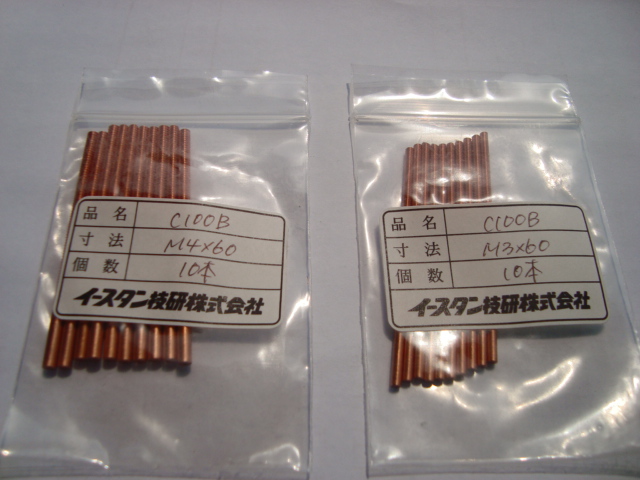 品名 C100B
寸法 M4×60
個数 10本
イースタン技研株式会社
品名 C100B
寸法 M3×60
個数 10本
イースタン技研株式会社